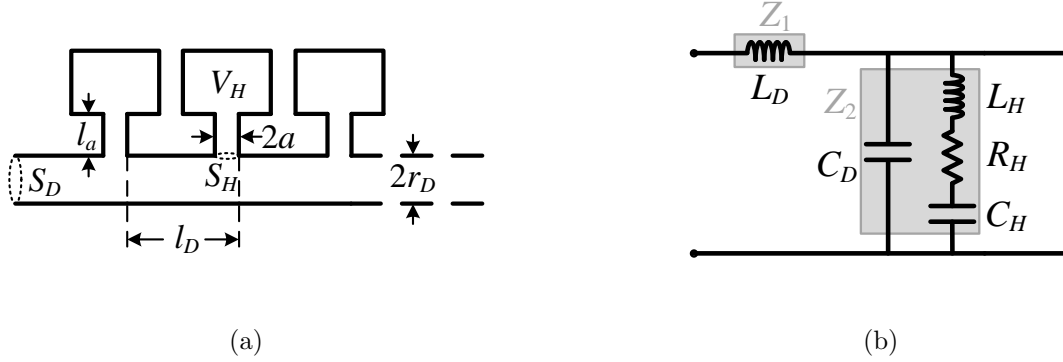 V_H
l_a
2a
S_D
S_H
2r_D
l_D
(a)
Z_1
L_D
Z_2
L_H
C_D
R_H
C_H
(b)